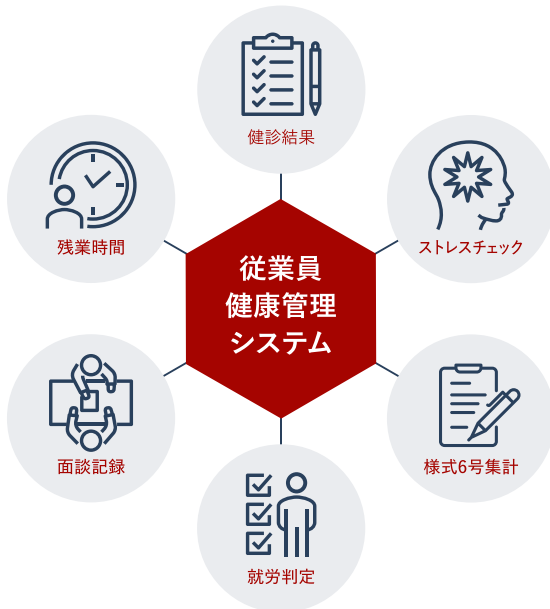 健診結果
残業時間
ストレスチェック
従業員
健康管理
システム
面談記録
様式6号集計
就労判定